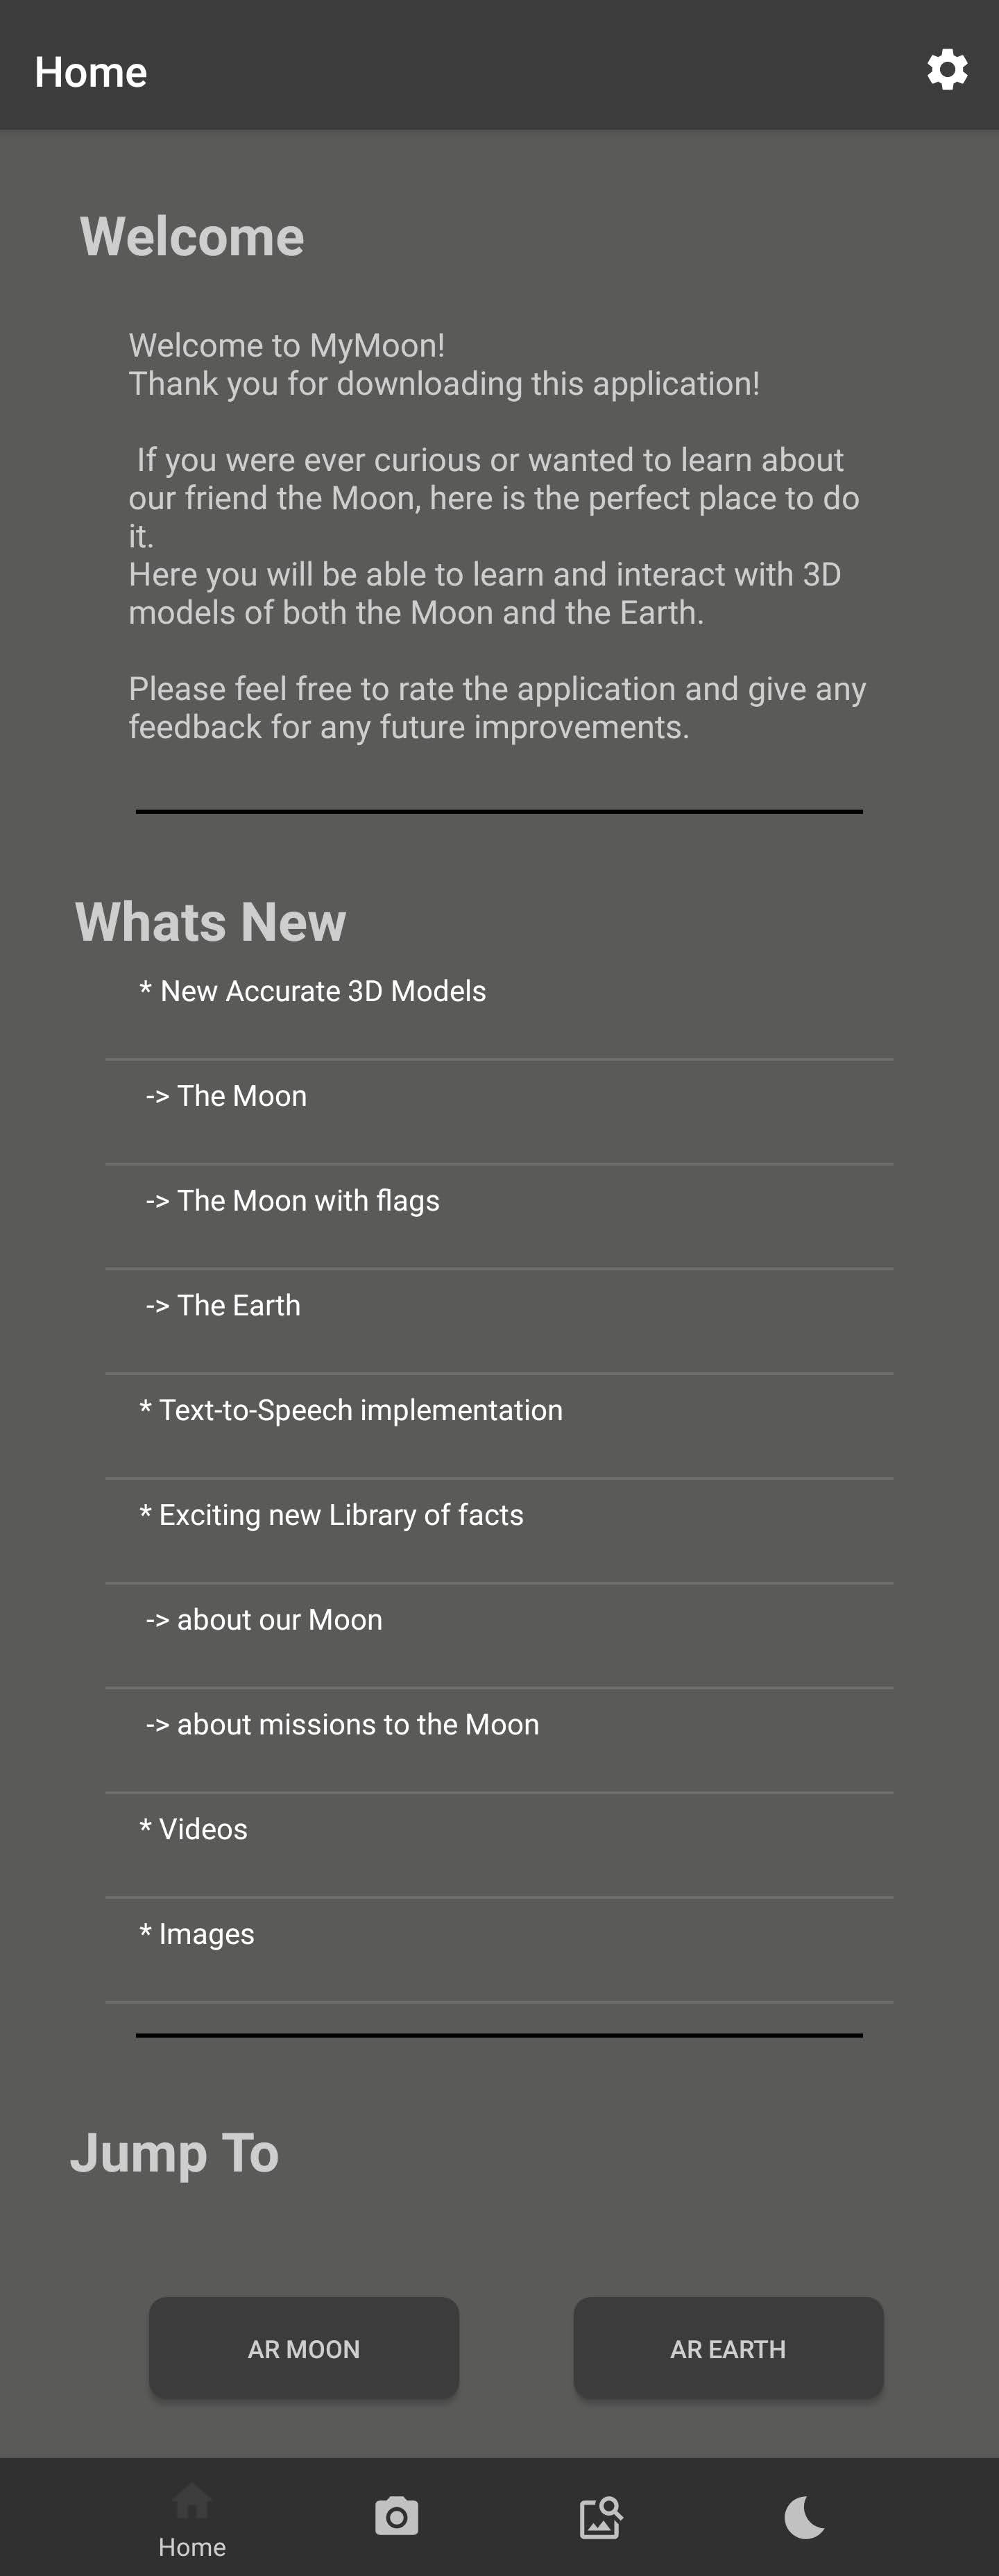 Home
Welcome
Welcome to MyMoon!
Thank you for downloading this application!
If you were ever curious or wanted to learn about
our friend the Moon, here is the perfect place to do
it.
Here you will be able to learn and interact with 3D
models of both the Moon and the Earth.
Please feel free to rate the application and give any
feedback for any future improvements.
Whats New
* New Accurate 3D Models
-> The Moon
-> The Moon with flags
-> The Earth
* Text-to-Speech implementation
* Exciting new Library of facts
-> about our Moon
-> about missions to the Moon
* Videos
* Images
Jump To
AR MOON
AR EARTH
Home